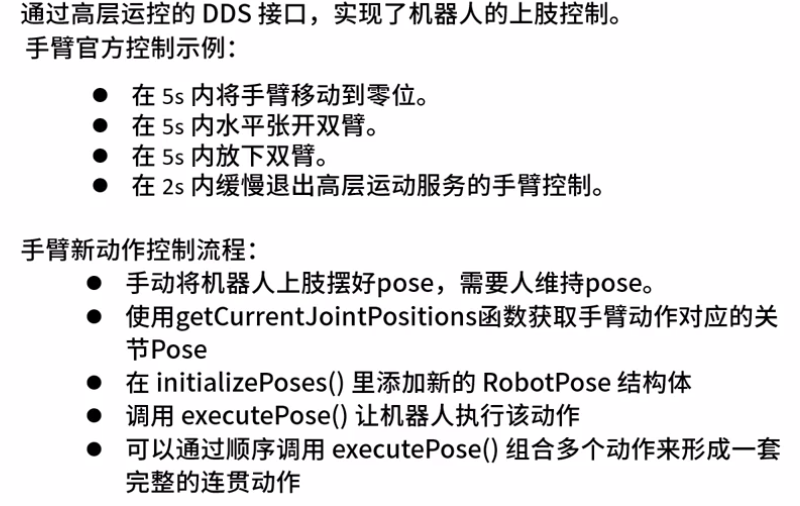 通过高层运控的 DDS 接口，实现了机器人的上肢控制。
手臂官方控制示例：
● 在 5s 内将手臂移动到零位。
● 在 5s 内水平张开双臂。
● 在 5s 内放下双臂。
● 在 2s 内缓慢退出高层运动服务的手臂控制。
手臂新动作控制流程：
● 手动将机器人上肢摆好pose，需要人维持pose。
● 使用getCurrentJointPositions函数获取手臂动作对应的关
节Pose
● 在 initializePoses() 里添加新的 RobotPose 结构体
● 调用 executePose() 让机器人执行该动作
● 可以通过顺序调用 executePose() 组合多个动作来形成一套
完整的连贯动作